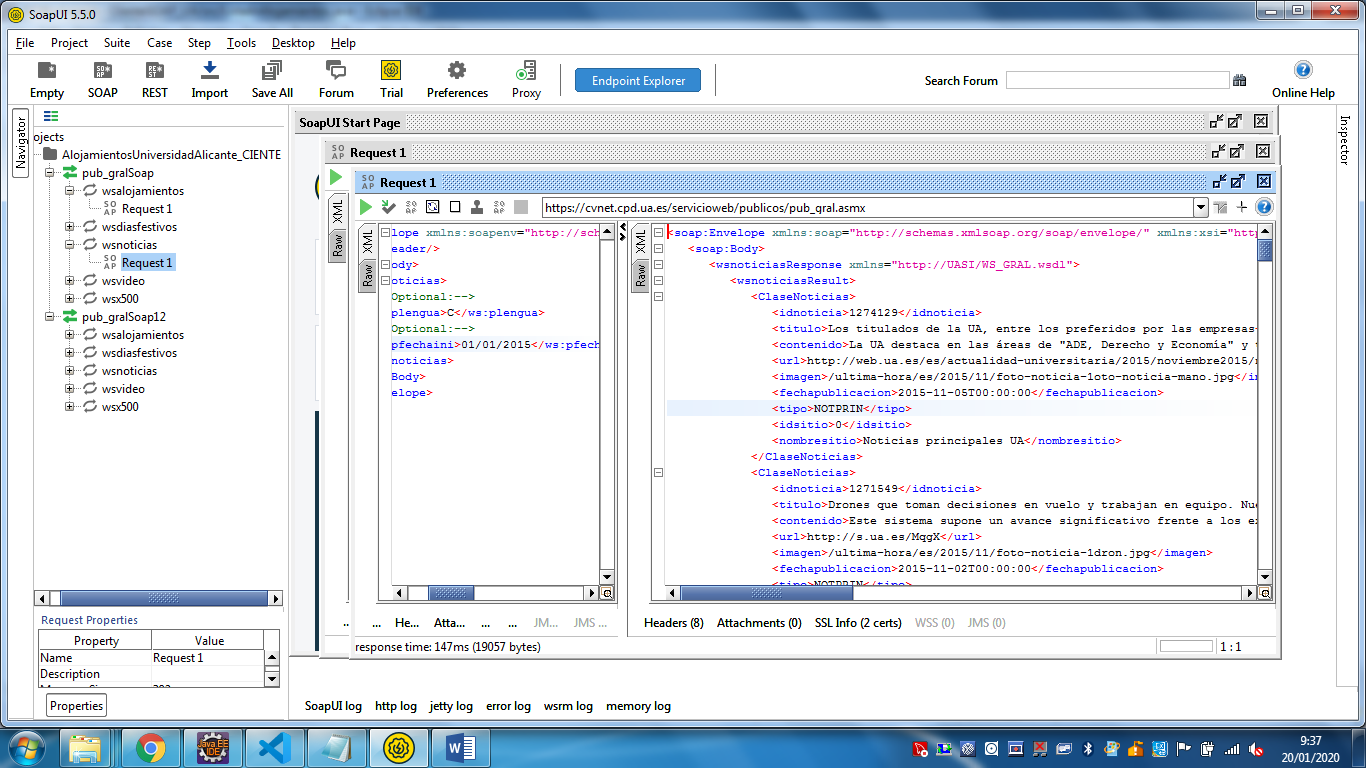 SoapUI 5.5.0
File Project Suite Case Step Tools Desktop Help
Empty SOAP REST Import Save All Forum Trial Preferences Proxy
Endpoint Explorer
Search Forum
Online Help
Navigator
ojects
AlojamientosUniversidadAlicante_CIENTE
pub_gralSoap
wsalojamientos
Request 1
wsdiasfestivos
wsnoticias
Request 1
wsvideo
wsx500
pub_gralSoap12
wsalojamientos
wsdiasfestivos
wsnoticias
wsvideo
wsx500
Request Properties
Property Value
Name Request 1
Description
Properties
SoapUI Start Page
Request 1
Request 1
https://cvnet.cpd.ua.es/servicioweb/publicos/pub_gral.asmx
XML
Raw
XML
Raw
lope xmlns:soapenv="http://sch
eader/>
ody>
oticias>
Optional:-->
plengua>C</ws:plengua>
Optional:-->
pfechaini>01/01/2015</ws:pfech
noticias>
Body>
elope>
XML
Raw
<soap:Envelope xmlns:soap="http://schemas.xmlsoap.org/soap/envelope/" xmlns:xsi="http
<soap:Body>
<wsnoticiasResponse xmlns="http://UASI/WS_GRAL.wsdl">
<wsnoticiasResult>
<ClaseNoticias>
<idnoticia>1274129</idnoticia>
<titulo>Los titulados de la UA, entre los preferidos por las empresas<
<contenido>La UA destaca en las áreas de "ADE, Derecho y Economía" y
<url>http://web.ua.es/es/actualidad-universitaria/2015/noviembre2015/
<imagen>/ultima-hora/es/2015/11/foto-noticia-1oto-noticia-mano.jpg</i
<fechapublicacion>2015-11-05T00:00:00</fechapublicacion>
<tipo>NOTPRIN</tipo>
<idsitio>0</idsitio>
<nombresitio>Noticias principales UA</nombresitio>
</ClaseNoticias>
<ClaseNoticias>
<idnoticia>1271549</idnoticia>
<titulo>Drones que toman decisiones en vuelo y trabajan en equipo. Nue
<contenido>Este sistema supone un avance significativo frente a los e
<url>http://s.ua.es/MqgX</url>
<imagen>/ultima-hora/es/2015/11/foto-noticia-1dron.jpg</imagen>
<fechapublicacion>2015-11-02T00:00:00</fechapublicacion>
<tipo>NOTPRIN</tipo>
... ... He... Atta... ... ... JM... JMS ...
Headers (8) Attachments (0) SSL Info (2 certs) WSS (0) JMS (0)
response time: 147ms (19057 bytes)
1 : 1
Inspector
SoapUI log http log jetty log error log wsrm log memory log
9:37
20/01/2020